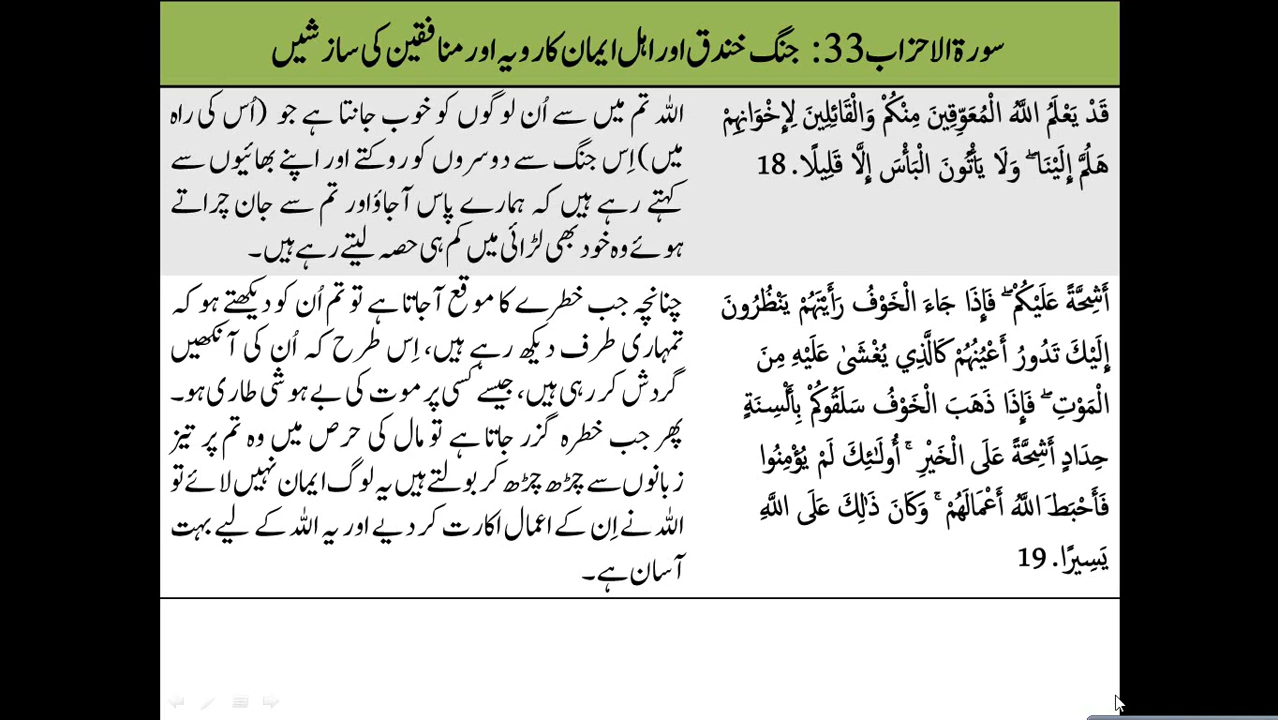 سورۃ الاحزاب 33: جنگ خندق اور اہل ایمان کا رویہ اور منافقین کی سازشیں
قَدْ يَعْلَمُ اللَّهُ الْمُعَوِّقِينَ مِنْكُمْ وَالْقَائِلِينَ لِإِخْوَانِهِمْ
هَلُمَّ إِلَيْنَا ۖ وَلَا يَأْتُونَ الْبَأْسَ إِلَّا قَلِيلًا. 18
اللہ تم میں سے اُن لوگوں کو خوب جانتا ہے جو (اُس کی راہ
میں) اِس جنگ سے دوسروں کو روکتے اور اپنے بھائیوں سے
کہتے رہے ہیں کہ ہمارے پاس آجاؤ اور تم سے جان چراتے
ہوئے وہ خود بھی لڑائی میں کم ہی حصہ لیتے رہے ہیں۔
أَشِحَّةً عَلَيْكُمْ ۖ فَإِذَا جَاءَ الْخَوْفُ رَأَيْتَهُمْ يَنْظُرُونَ
إِلَيْكَ تَدُورُ أَعْيُنُهُمْ كَالَّذِي يُغْشَىٰ عَلَيْهِ مِنَ
الْمَوْتِ ۖ فَإِذَا ذَهَبَ الْخَوْفُ سَلَقُوكُمْ بِأَلْسِنَةٍ
حِدَادٍ أَشِحَّةً عَلَى الْخَيْرِ ۚ أُولَٰئِكَ لَمْ يُؤْمِنُوا
فَأَحْبَطَ اللَّهُ أَعْمَالَهُمْ ۚ وَكَانَ ذَٰلِكَ عَلَى اللَّهِ
يَسِيرًا. 19
چنانچہ جب خطرے کا موقع آجاتا ہے تو تم اُن کو دیکھتے ہو کہ
تمہاری طرف دیکھ رہے ہیں، اِس طرح کہ اُن کی آنکھیں
گردش کر رہی ہیں، جیسے کسی پر موت کی بے ہوشی طاری ہو۔
پھر جب خطرہ گزر جاتا ہے تو مال کی حرص میں وہ تم پر تیز
زبانوں سے چڑھ چڑھ کر بولتے ہیں یہ لوگ ایمان نہیں لائے تو
اللہ نے اِن کے اعمال اکارت کر دیے اور یہ اللہ کے لیے بہت
آسان ہے۔